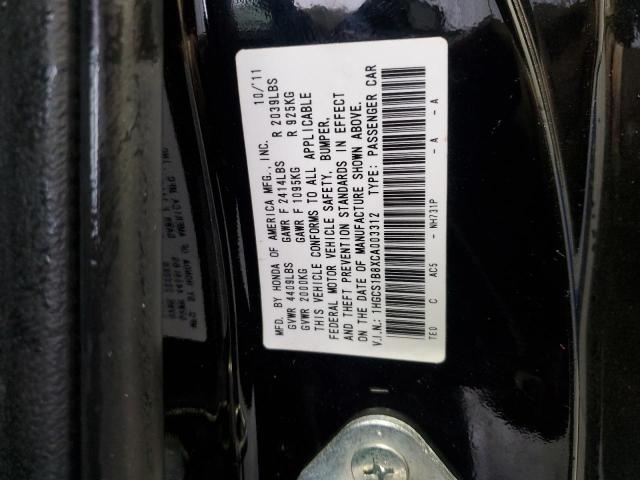 MFD. BY HONDA OF AMERICA MFG., INC. 10/'11
GVWR 4409LBS GAWR F 2414LBS R 2039LBS
GVWR 2000KG GAWR F 1095KG R 925KG
THIS VEHICLE CONFORMS TO ALL APPLICABLE
FEDERAL MOTOR VEHICLE SAFETY, BUMPER,
AND THEFT PREVENTION STANDARDS IN EFFECT
ON THE DATE OF MANUFACTURE SHOWN ABOVE.
V.I.N.: 1HGCS1B8XCA003312 TYPE: PASSENGER CAR
TE0 C AC5 - NH731P - A - A